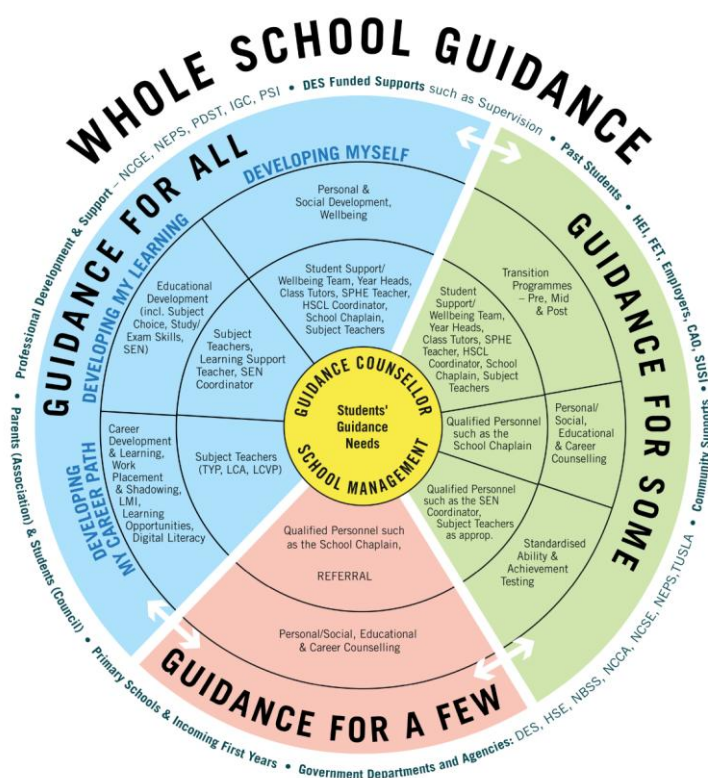 WHOLE SCHOOL GUIDANCE
Parents (Association) & Students (Council) • Professional Development & Support – NCGE, NEPS, PDST, IGC, PSI • DES Funded Supports such as Supervision • Past Students • HEI, FET, Employers, CAO, SUSI •
Community Supports •
Primary Schools & Incoming First Years • Government Departments and Agencies: DES, HSE, NBSS, NCCA, NCSE, NEPS,TUSLA
GUIDANCE FOR ALL
DEVELOPING MYSELF
Personal &
Social Development,
Wellbeing
Student Support/
Wellbeing Team, Year Heads,
Class Tutors, SPHE Teacher,
HSCL Coordinator,
School Chaplain,
Subject Teachers
DEVELOPING MY LEARNING
Educational
Development
(incl. Subject
Choice, Study/
Exam Skills,
SEN)
Subject
Teachers,
Learning Support
Teacher, SEN
Coordinator
DEVELOPING
MY CAREER PATH
Career
Development
& Learning,
Work
Placement
& Shadowing,
LMI,
Learning
Opportunities,
Digital Literacy
Subject Teachers
(TYP, LCA, LCVP)
GUIDANCE COUNSELLOR
Students'
Guidance
Needs
SCHOOL MANAGEMENT
GUIDANCE FOR SOME
Transition
Programmes
– Pre, Mid
& Post
Student
Support/
Wellbeing Team,
Year Heads,
Class Tutors, SPHE
Teacher, HSCL
Coordinator, School
Chaplain, Subject
Teachers
Personal/
Social,
Educational
& Career
Counselling
Qualified Personnel
such as the
School Chaplain
Qualified Personnel
such as the SEN
Coordinator,
Subject Teachers
as approp.
Standardised
Ability &
Achievement
Testing
Qualified Personnel such
as the School Chaplain,
REFERRAL
Personal/Social, Educational
& Career Counselling
GUIDANCE FOR A FEW